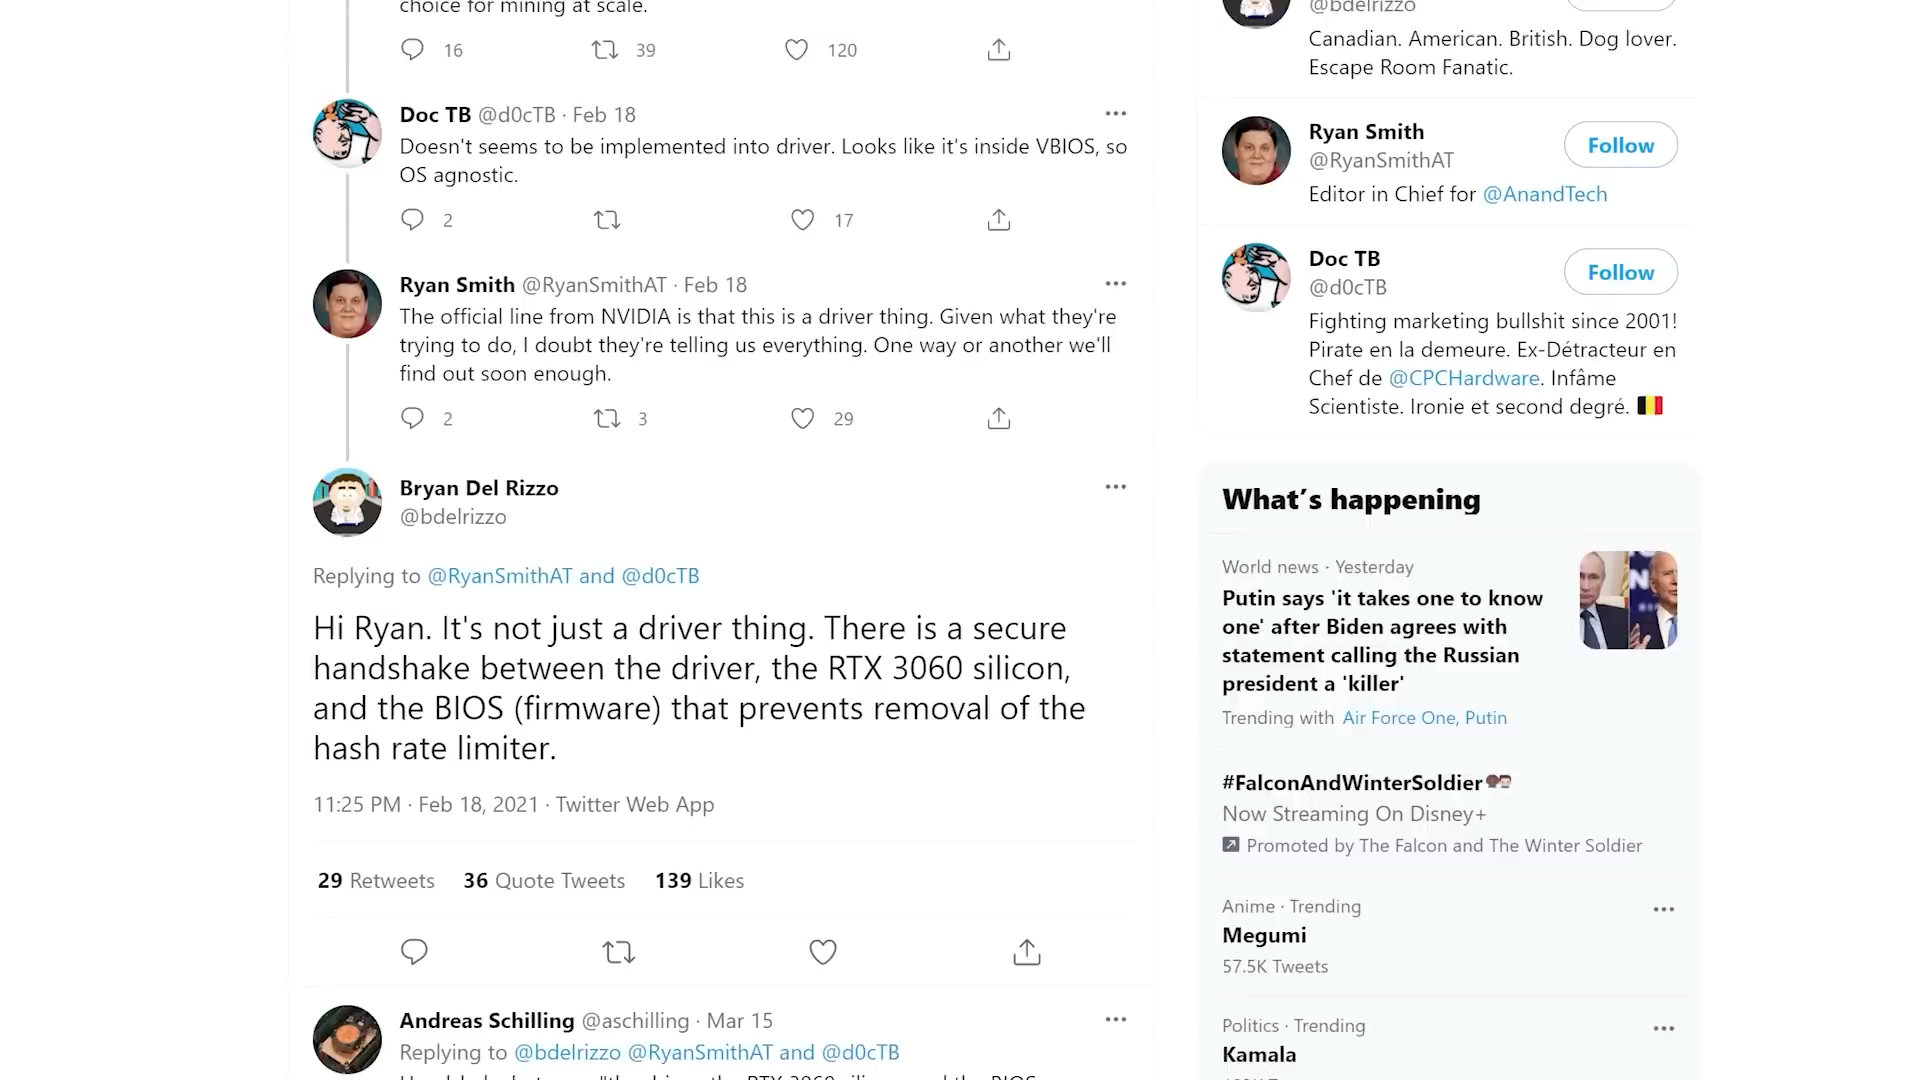 choice for mining at scale.
16 39 120
Doc TB @d0cTB · Feb 18
Doesn't seems to be implemented into driver. Looks like it's inside VBIOS, so
OS agnostic.
2 17
Ryan Smith @RyanSmithAT · Feb 18
The official line from NVIDIA is that this is a driver thing. Given what they're
trying to do, I doubt they're telling us everything. One way or another we'll
find out soon enough.
2 3 29
Bryan Del Rizzo
@bdelrizzo
Replying to @RyanSmithAT and @d0cTB
Hi Ryan. It's not just a driver thing. There is a secure
handshake between the driver, the RTX 3060 silicon,
and the BIOS (firmware) that prevents removal of the
hash rate limiter.
11:25 PM · Feb 18, 2021 · Twitter Web App
29 Retweets 36 Quote Tweets 139 Likes
Andreas Schilling @aschilling · Mar 15
Replying to @bdelrizzo @RyanSmithAT and @d0cTB
@bdelrizzo
Canadian. American. British. Dog lover.
Escape Room Fanatic.
Ryan Smith
@RyanSmithAT
Follow
Editor in Chief for @AnandTech
Doc TB
@d0cTB
Follow
Fighting marketing bullshit since 2001!
Pirate en la demeure. Ex-Détracteur en
Chef de @CPCHardware. Infâme
Scientiste. Ironie et second degré. 🇧🇪
What's happening
World news · Yesterday
Putin says 'it takes one to know
one' after Biden agrees with
statement calling the Russian
president a 'killer'
Trending with Air Force One, Putin
#FalconAndWinterSoldier
Now Streaming On Disney+
Promoted by The Falcon and The Winter Soldier
Anime · Trending
Megumi
57.5K Tweets
Politics · Trending
Kamala